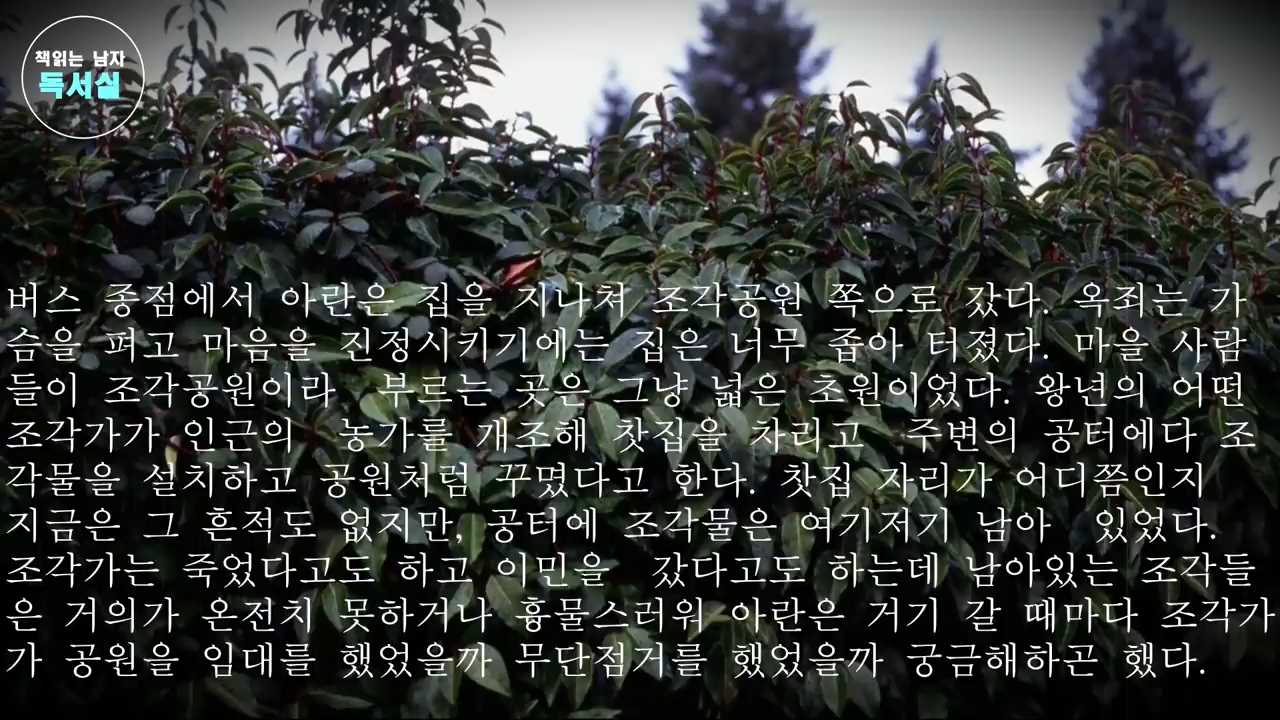 책읽는 남자
독서실
버스 종점에서 아란은 집을 지나쳐 조각공원 쪽으로 갔다. 옥죄는 가
슴을 펴고 마음을 진정시키기에는 집은 너무 좁아 터졌다. 마을 사람
들이 조각공원이라 부르는 곳은 그냥 넓은 초원이었다. 왕년의 어떤
조각가가 인근의 농가를 개조해 찻집을 차리고 주변의 공터에다 조
각물을 설치하고 공원처럼 꾸몄다고 한다. 찻집 자리가 어디쯤인지
지금은 그 흔적도 없지만, 공터에 조각물은 여기저기 남아 있었다.
조각가는 죽었다고도 하고 이민을 갔다고도 하는데 남아있는 조각들
은 거의가 온전치 못하거나 흉물스러워 아란은 거기 갈 때마다 조각가
가 공원을 임대를 했었을까 무단점거를 했었을까 궁금해하곤 했다.